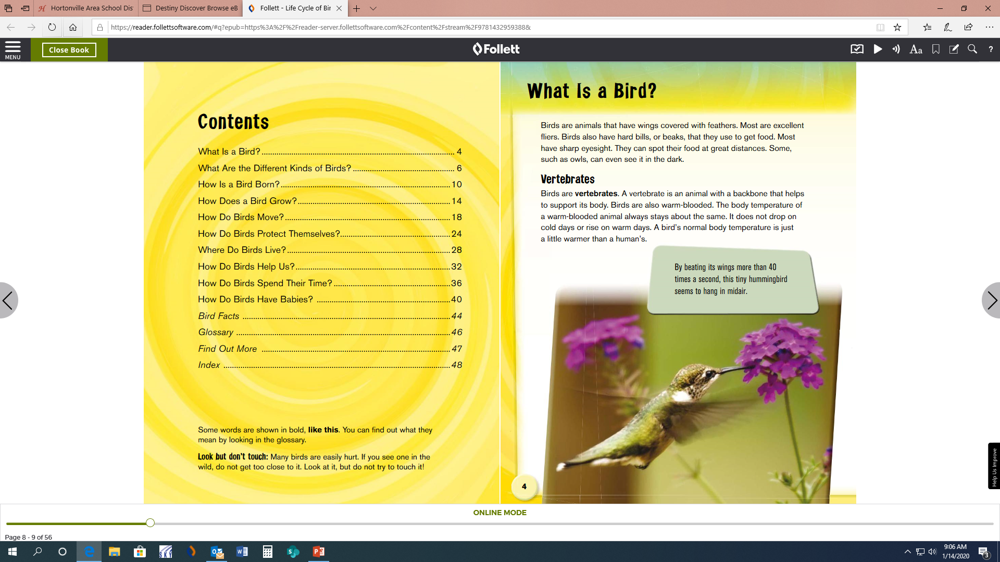 Hortonville Area School Dis
Destiny Discover Browse eB
Follett - Life Cycle of Bir
https://reader.follettsoftware.com/#q?epub=https%3A%2F%2Freader-server.follettsoftware.com%2Fcontent%2Fstream%2F9781432959388&
MENU
Close Book
Follett
Aa
?
Contents
What Is a Bird? 4
What Are the Different Kinds of Birds? 6
How Is a Bird Born? 10
How Does a Bird Grow? 14
How Do Birds Move? 18
How Do Birds Protect Themselves? 24
Where Do Birds Live? 28
How Do Birds Help Us? 32
How Do Birds Spend Their Time? 36
How Do Birds Have Babies? 40
Bird Facts 44
Glossary 46
Find Out More 47
Index 48
Some words are shown in bold, like this. You can find out what they
mean by looking in the glossary.
Look but don't touch: Many birds are easily hurt. If you see one in the
wild, do not get too close to it. Look at it, but do not try to touch it!
What Is a Bird?
Birds are animals that have wings covered with feathers. Most are excellent
fliers. Birds also have hard bills, or beaks, that they use to get food. Most
have sharp eyesight. They can spot their food at great distances. Some,
such as owls, can even see it in the dark.
Vertebrates
Birds are vertebrates. A vertebrate is an animal with a backbone that helps
to support its body. Birds are also warm-blooded. The body temperature of
a warm-blooded animal always stays about the same. It does not drop on
cold days or rise on warm days. A bird's normal body temperature is just
a little warmer than a human's.
By beating its wings more than 40
times a second, this tiny hummingbird
seems to hang in midair.
4
Help Us Improve
ONLINE MODE
Page 8 - 9 of 56
SKY
9:06 AM
1/14/2020
3